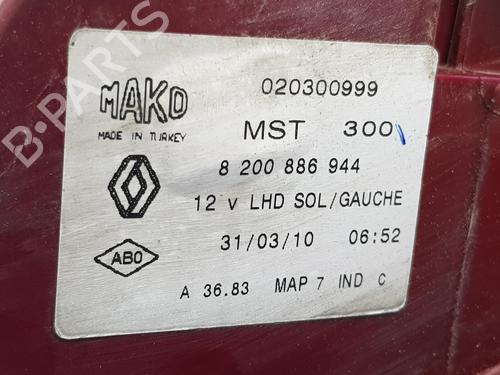 MAKO
020300999
MADE IN TURKEY
MST 300
8 200 886 944
12 v LHD SOL/GAUCHE
31/03/10 06:52
ABO
A 36.83 MAP 7 IND C
B-PARTS